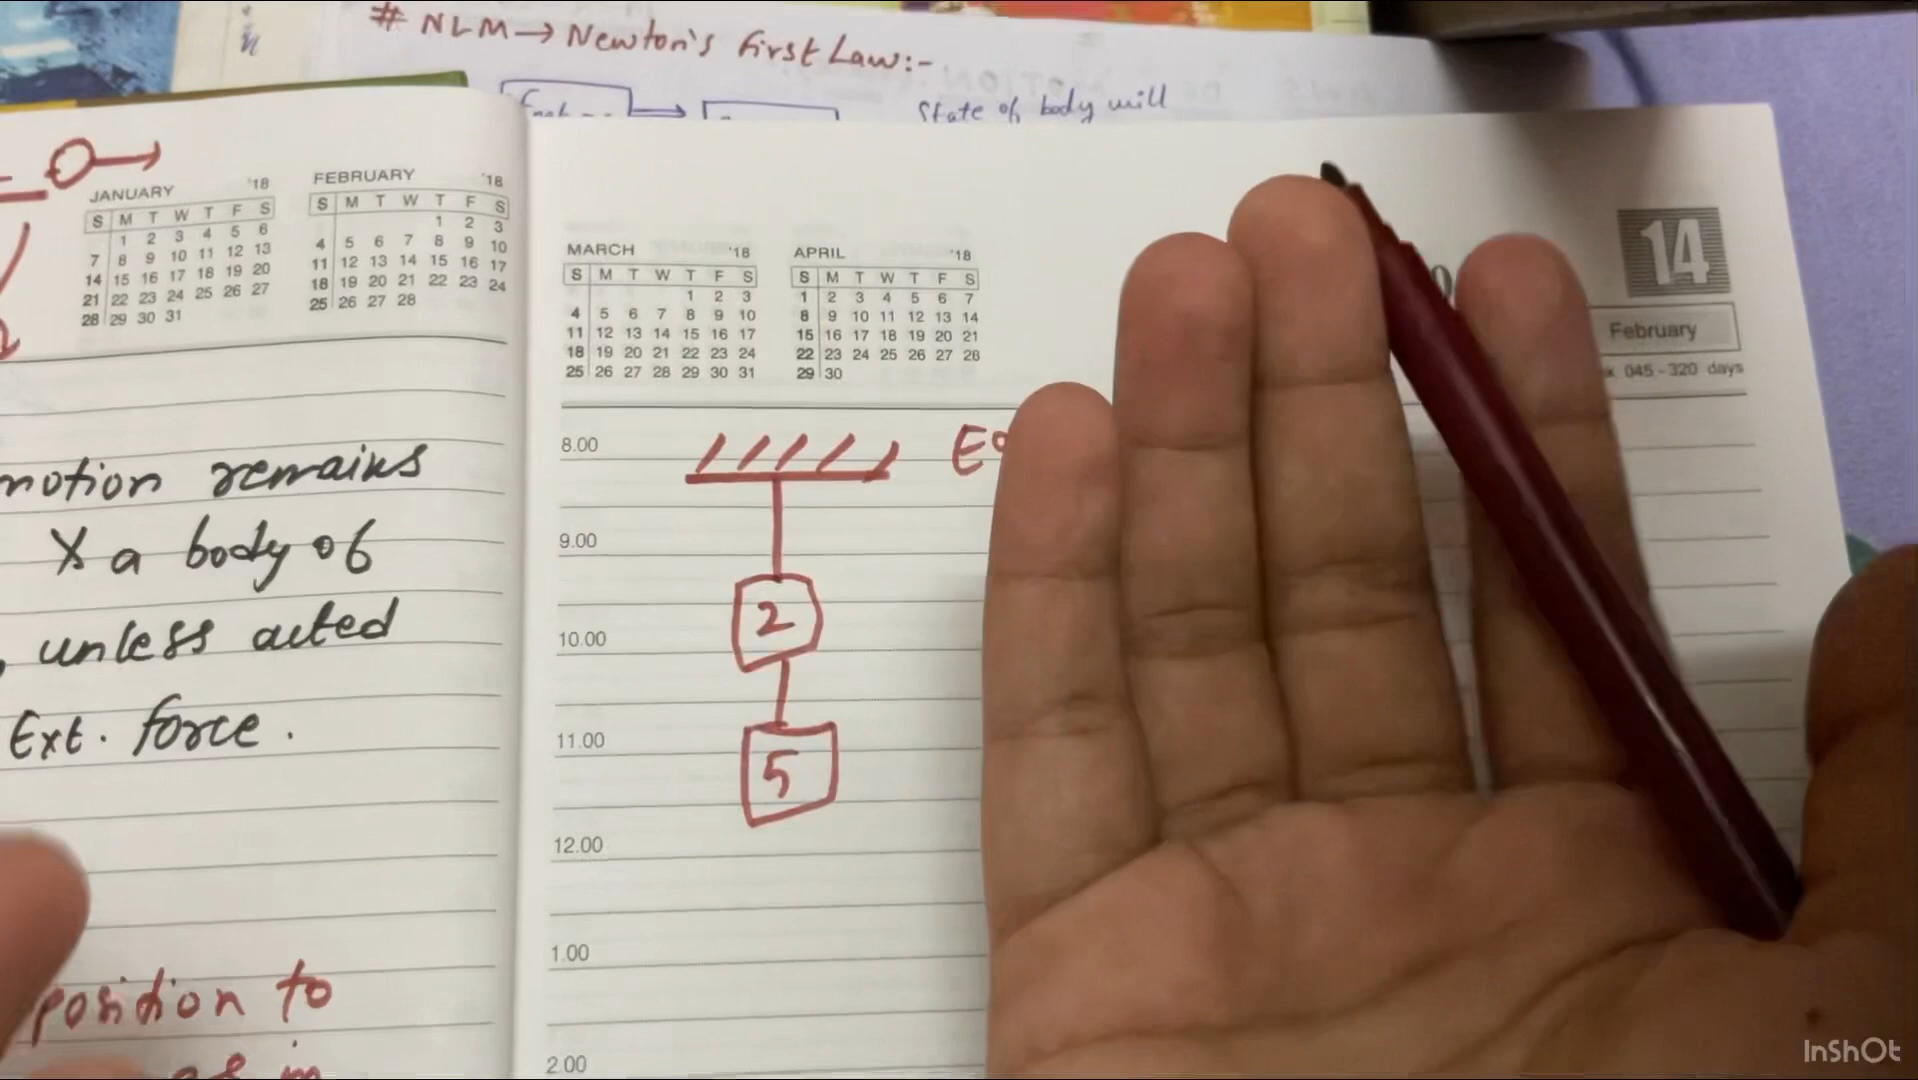 # NLM → Newton's First Law:-
State of body will
JANUARY '18
S M T W T F S
1 2 3 4 5 6
7 8 9 10 11 12 13
14 15 16 17 18 19 20
21 22 23 24 25 26 27
28 29 30 31
FEBRUARY '18
S M T W T F S
1 2 3
4 5 6 7 8 9 10
11 12 13 14 15 16 17
18 19 20 21 22 23 24
25 26 27 28
motion remains
X a body of
, unless acted
Ext. force.
position to
MARCH '18
S M T W T F S
1 2 3
4 5 6 7 8 9 10
11 12 13 14 15 16 17
18 19 20 21 22 23 24
25 26 27 28 29 30 31
APRIL '18
S M T W T F S
1 2 3 4 5 6 7
8 9 10 11 12 13 14
15 16 17 18 19 20 21
22 23 24 25 26 27 28
29 30
14
February
045-320 days
8.00
9.00
2
10.00
11.00
5
12.00
1.00
2.00
InShOt